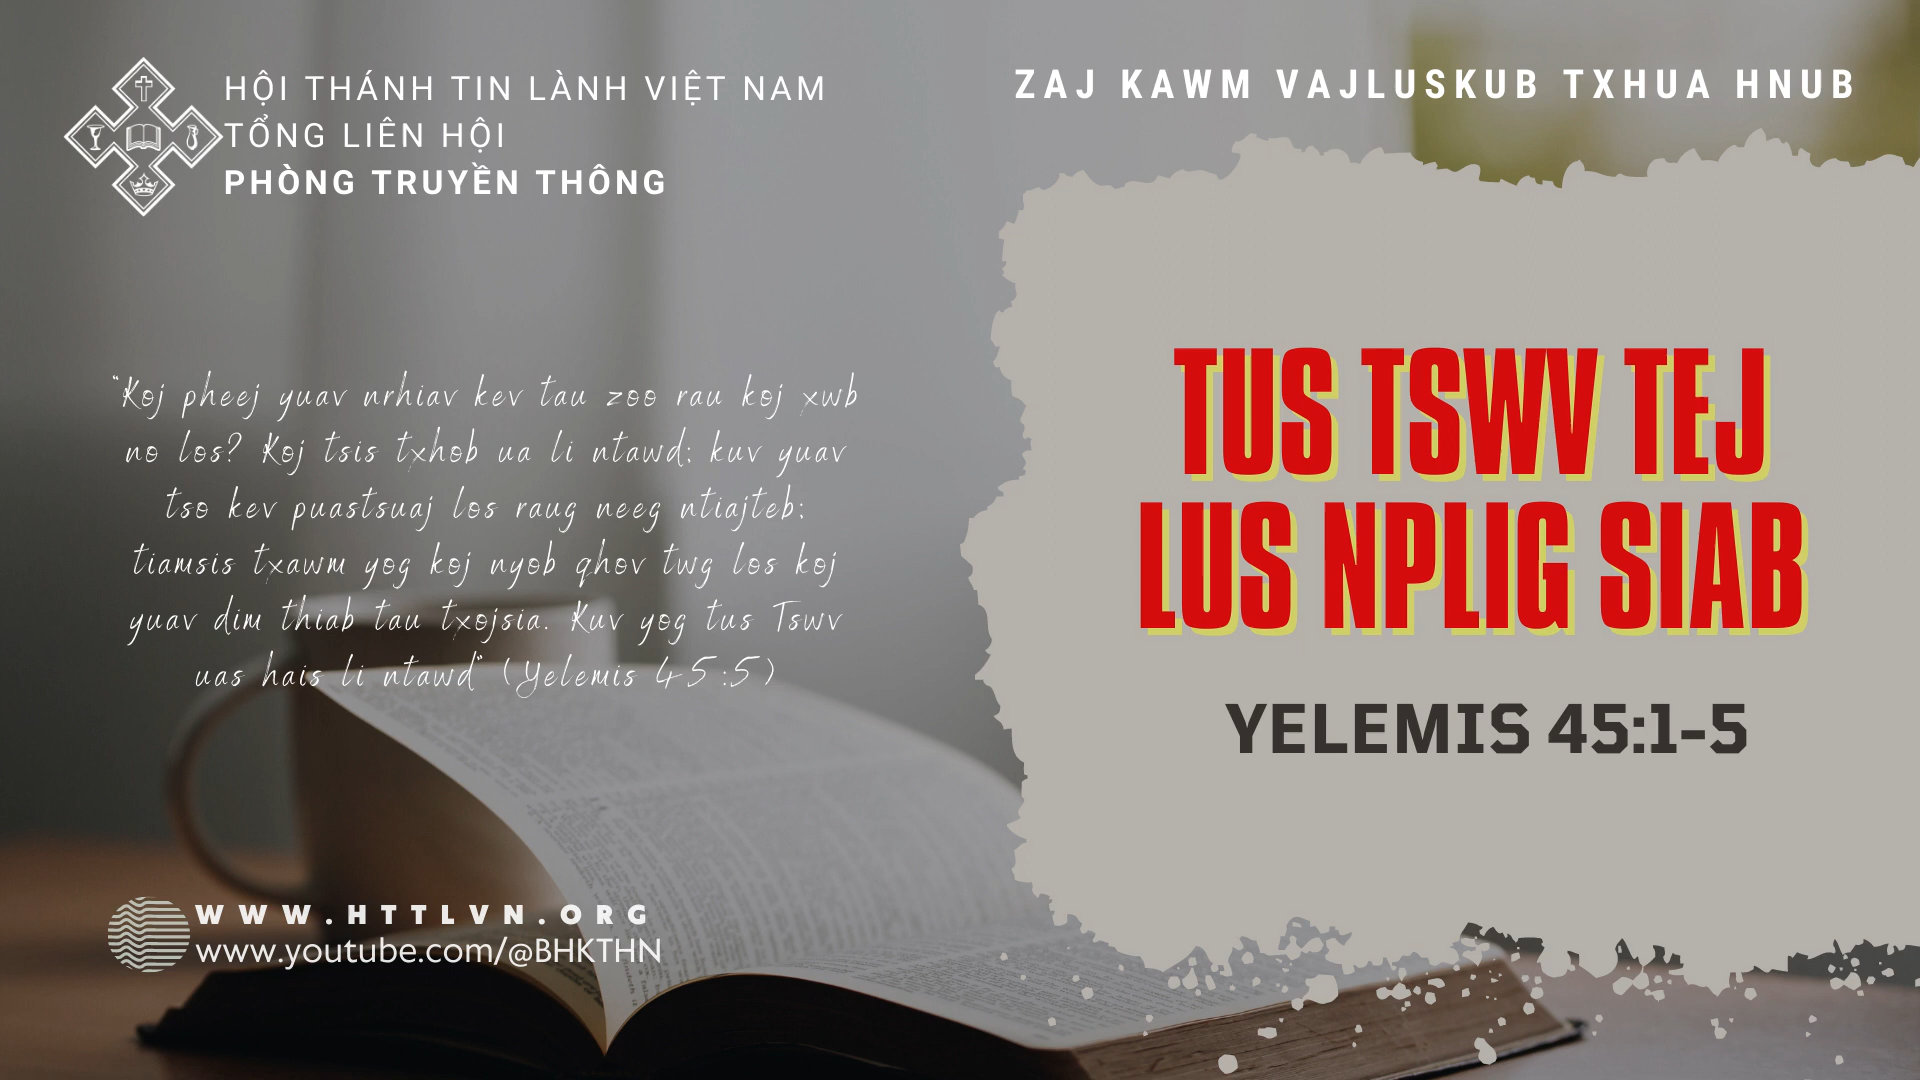 HỘI THÁNH TIN LÀNH VIỆT NAM
TỔNG LIÊN HỘI
PHÒNG TRUYỀN THÔNG
ZAJ KAWM VAJLUSKUB TXHUA HNUB
"Koj pheej yuav nrhiav kev tau zoo rau koj xwb
no los? Koj tsis txhob ua li ntawd; kuv yuav
tso kev puastsuaj los raug neeg ntiajteb;
tiamsis txawm yog koj nyob qhov twg los koj
yuav dim thiab tau txojsia. Kuv yog tus Tswv
uas hais li ntawd" (Yelemis 45:5)
TUS TSWV TEJ
LUS NPLIG SIAB
YELEMIS 45:1-5
WWW.HTTLVN.ORG
www.youtube.com/@BHKTHN